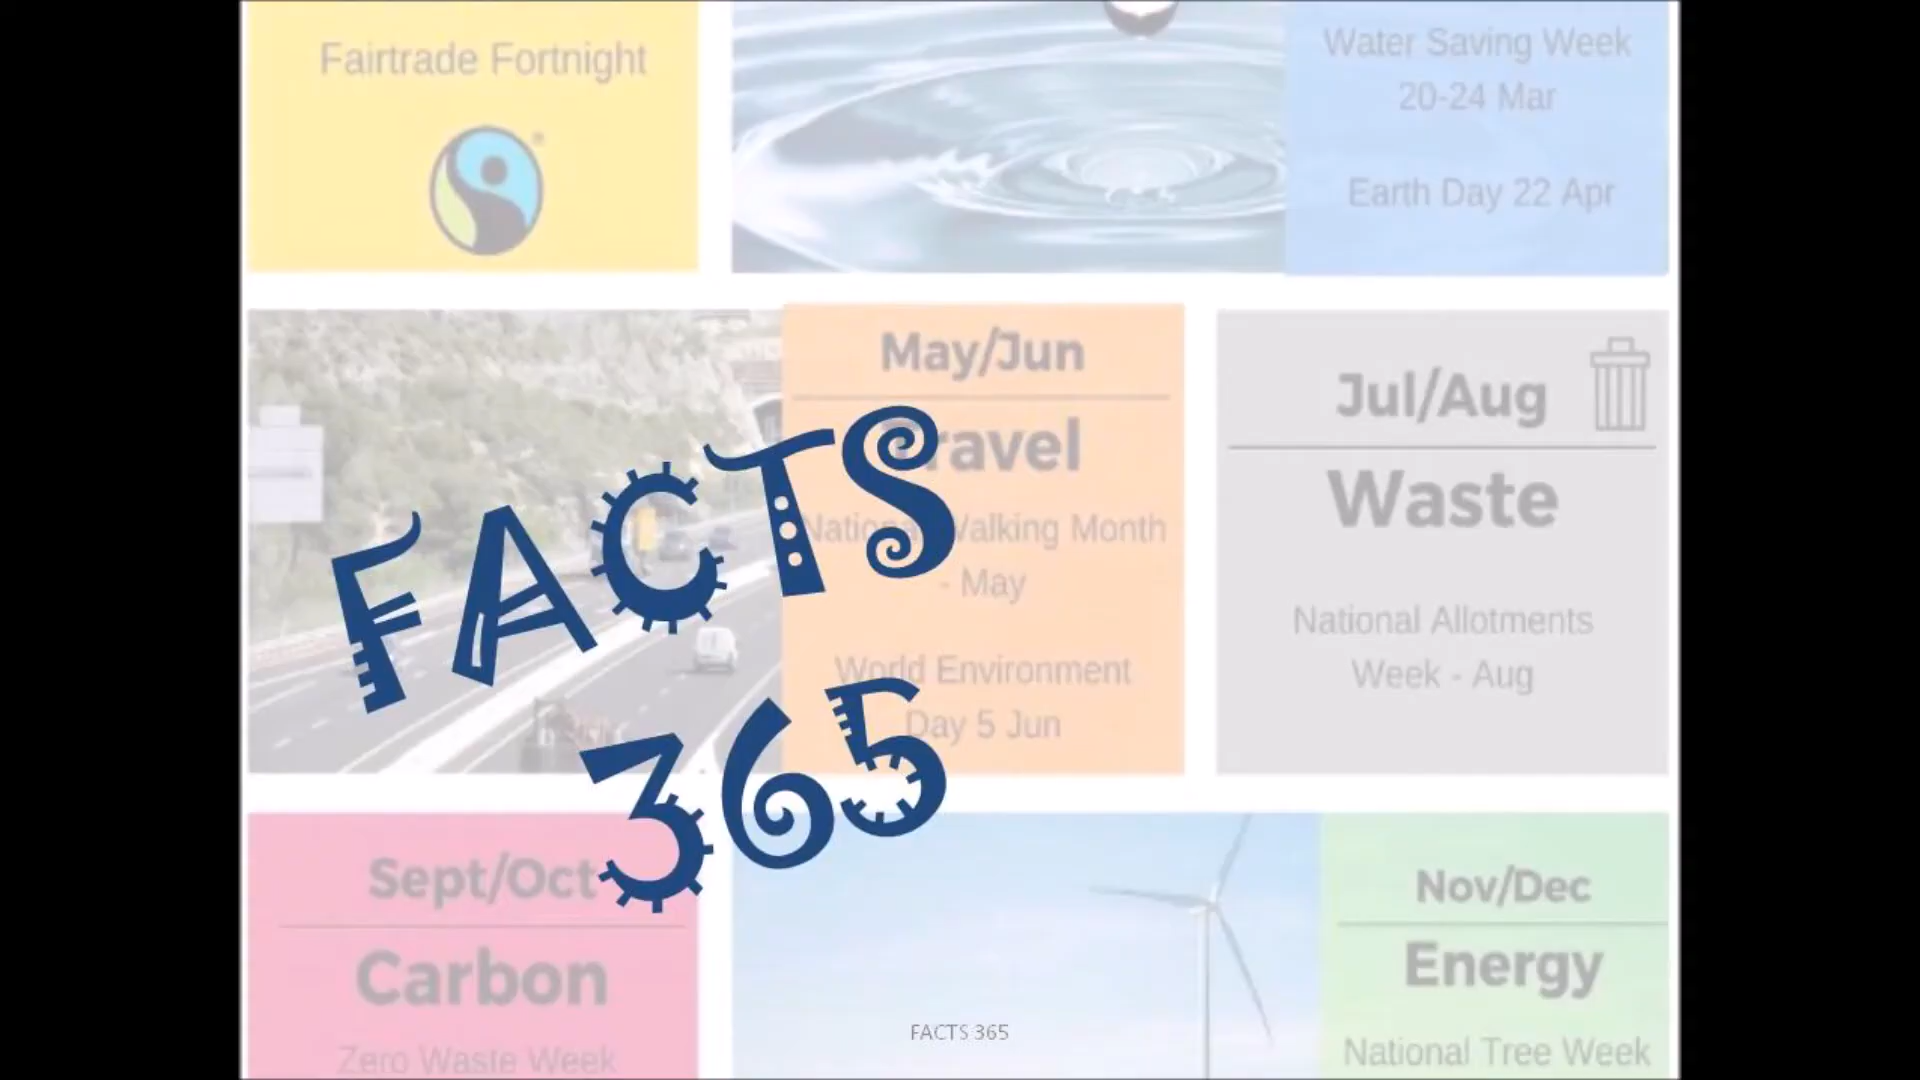 Fairtrade Fortnight
Water Saving Week
20-24 Mar
Earth Day 22 Apr
May/Jun
Travel
National Walking Month
- May
World Environment
Day 5 Jun
Jul/Aug
Waste
National Allotments
Week - Aug
FACTS
365
Sept/Oct
Carbon
Zero Waste Week
Nov/Dec
Energy
National Tree Week
FACTS 365